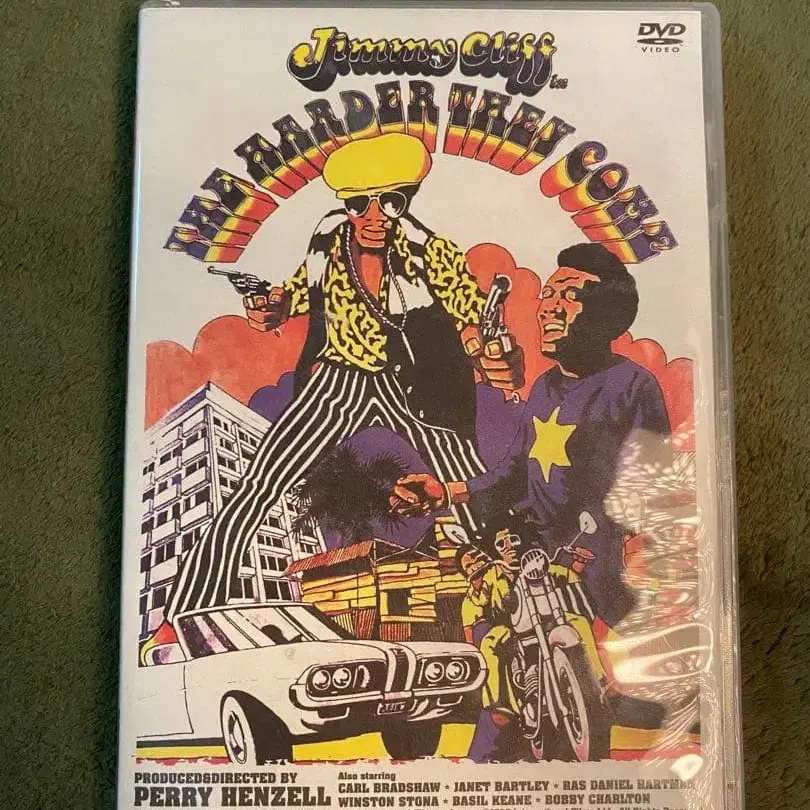 DVD
VIDEO
Jimmy Cliff
in
THE HARDER THEY COME
PRODUCED&DIRECTED BY
PERRY HENZELL
Also starring
CARL BRADSHAW ★ JANET BARTLEY ★ RAS DANIEL HARTMAN
WINSTON STONA ★ BASIL KEANE ★ BOBBY CHARLTON